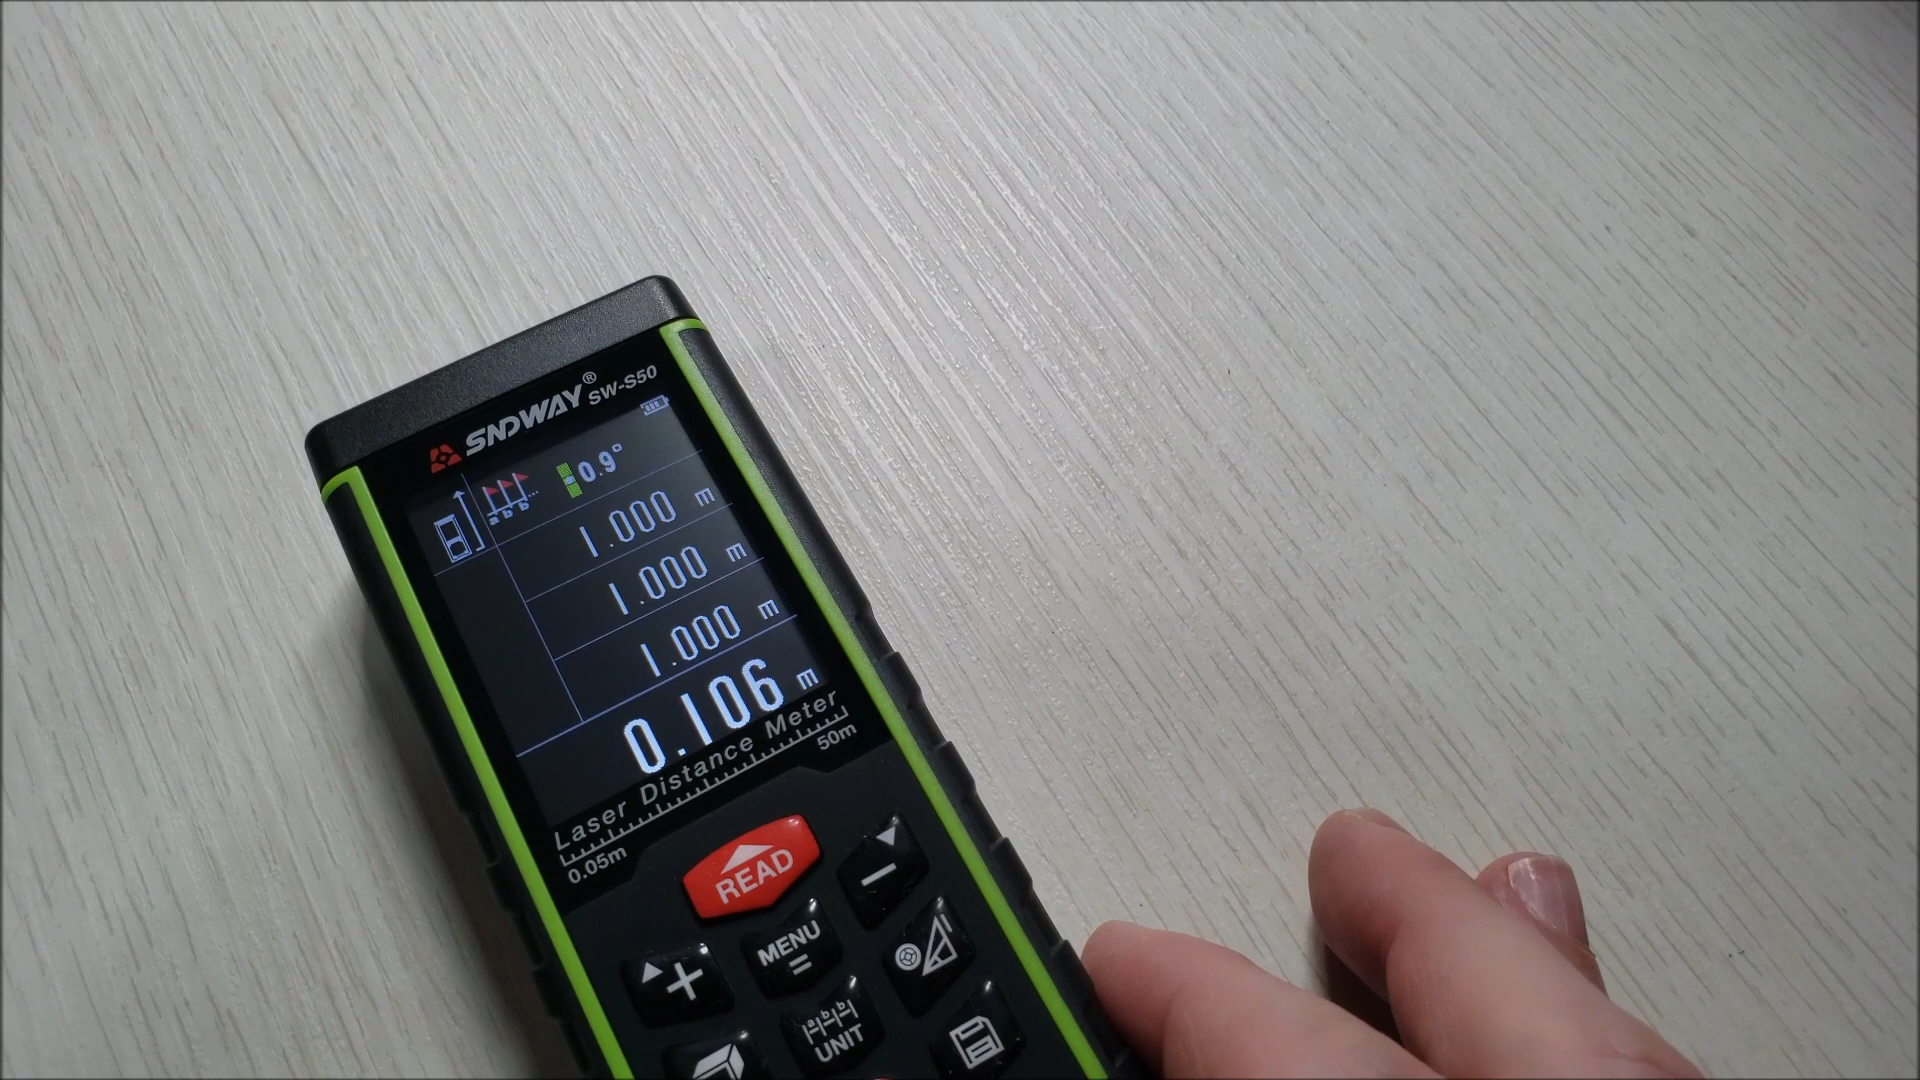 SNDWAY® SW-S50
0.9°
a b b ...
1.000 m
1.000 m
1.000 m
0.106 m
Laser Distance Meter
0.05m 50m
READ
−
+
MENU
=
a b b
UNIT